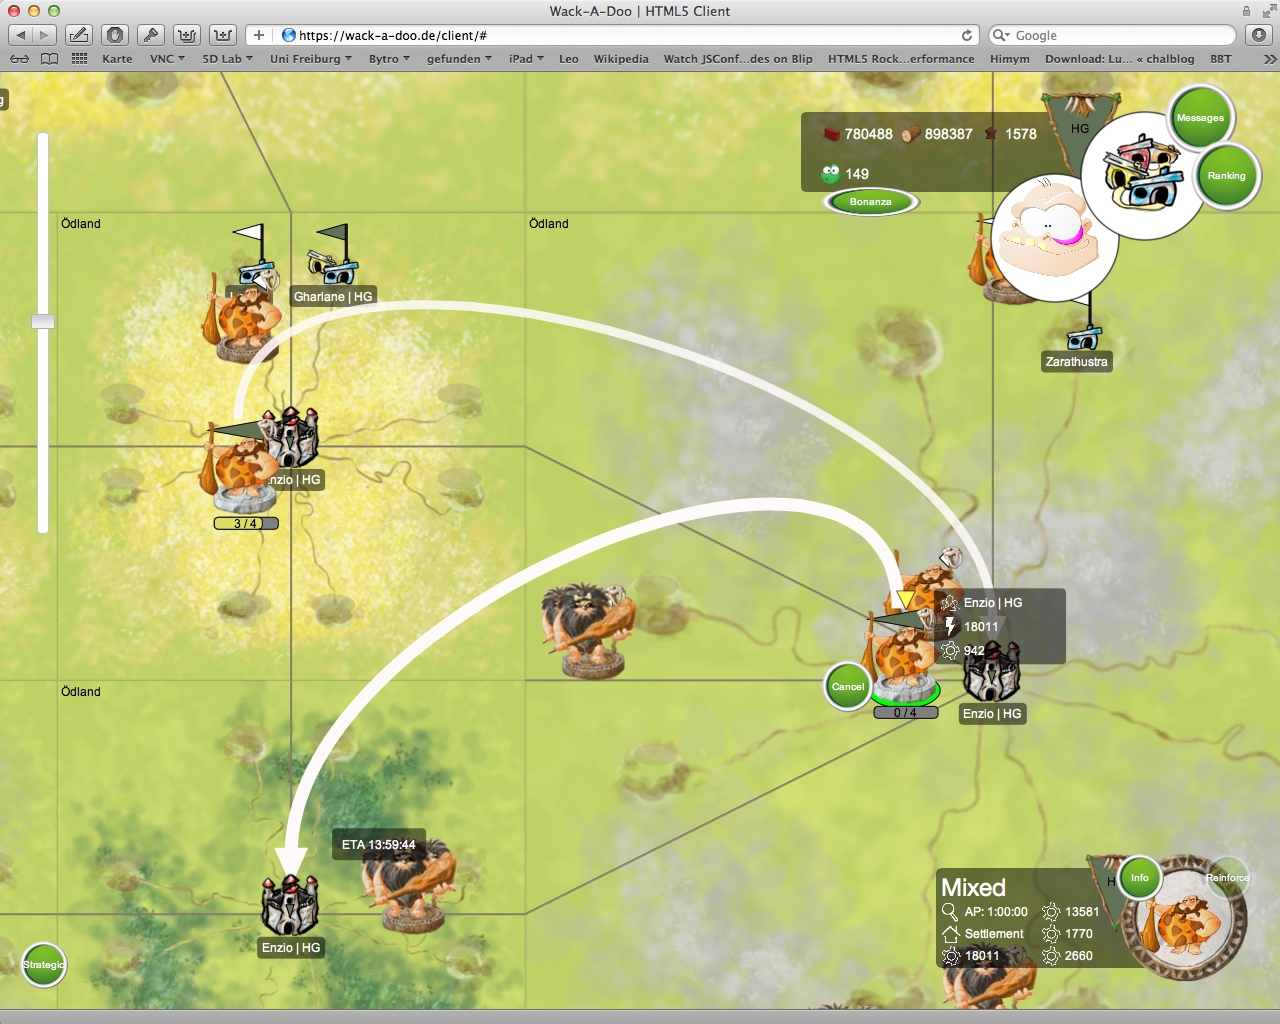 Wack-A-Doo | HTML5 Client
https://wack-a-doo.de/client/#
Google
Karte VNC 5D Lab Uni Freiburg Bytro gefunden iPad Leo Wikipedia Watch JSConf...des on Blip HTML5 Rock...erformance Himym Download: Lu... « chalblog BBT
780488 898387 1578
149
Bonanza
HG
Messages
Ranking
Ödland
Ödland
Gharlane | HG
Zarathustra
nzio | HG
3 / 4
Enzio | HG
18011
942
Cancel
0 / 4
Enzio | HG
Ödland
ETA 13:59:44
Enzio | HG
Strategic
Mixed
AP: 1:00:00 13581
Settlement 1770
18011 2660
H
Info
Reinforce